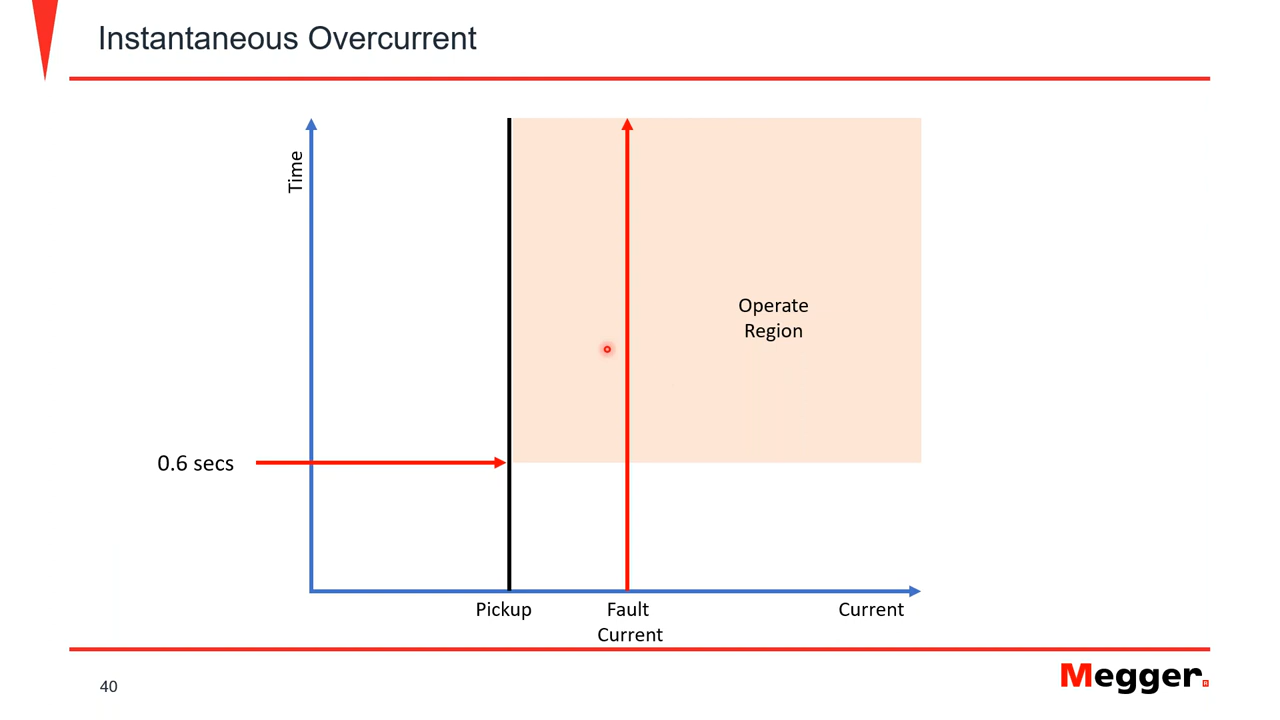 Instantaneous Overcurrent
Time
Operate
Region
0.6 secs
Pickup
Fault
Current
Current
40
Megger.